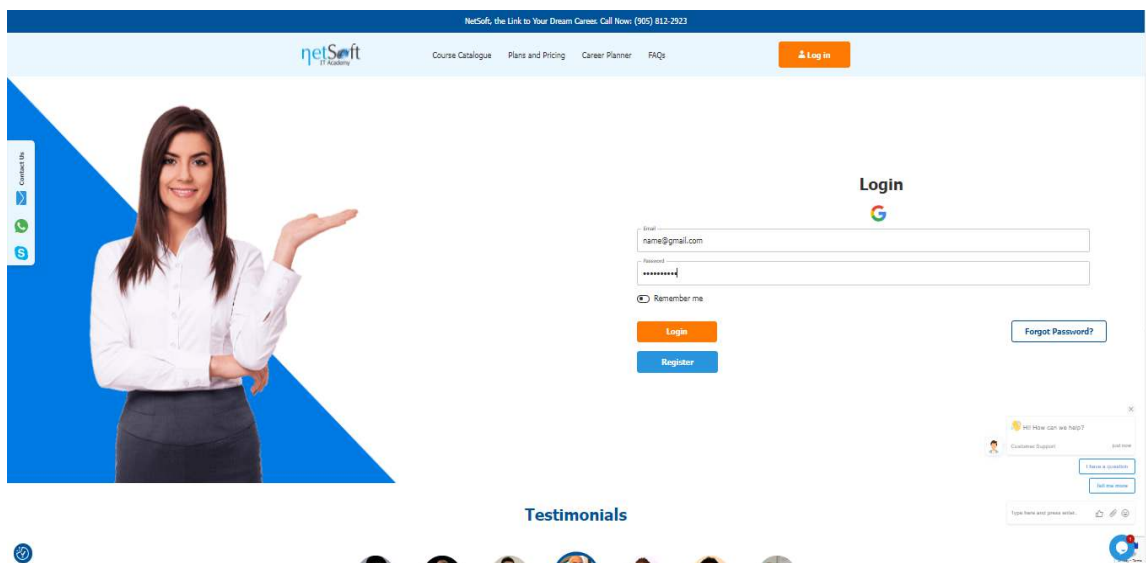 NetSoft, the Link to Your Dream Career. Call Now: (905) 812-2923
netSoft
IT Academy
Course Catalogue Plans and Pricing Career Planner FAQs
Log in
Contact Us
Login
Email
name@gmail.com
Password
Remember me
Login
Forgot Password?
Register
Hi! How can we help?
Customer Support just now
I have a question
Tell me more
Type here and press enter.
Testimonials
1